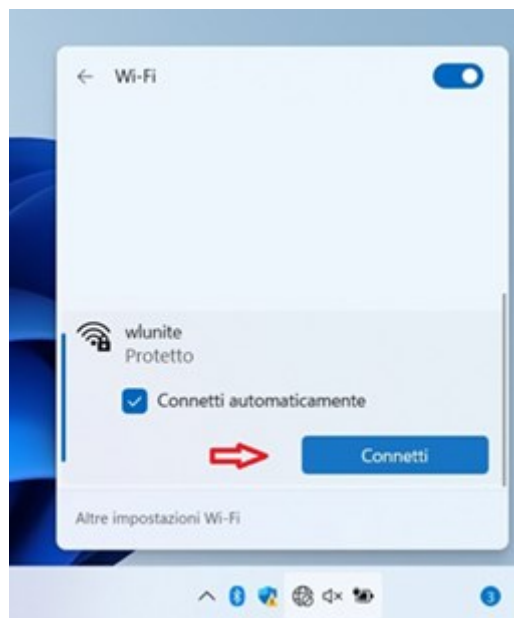 Wi-Fi
wlunite
Protetto
Connetti automaticamente
Connetti
Altre impostazioni Wi-Fi
3